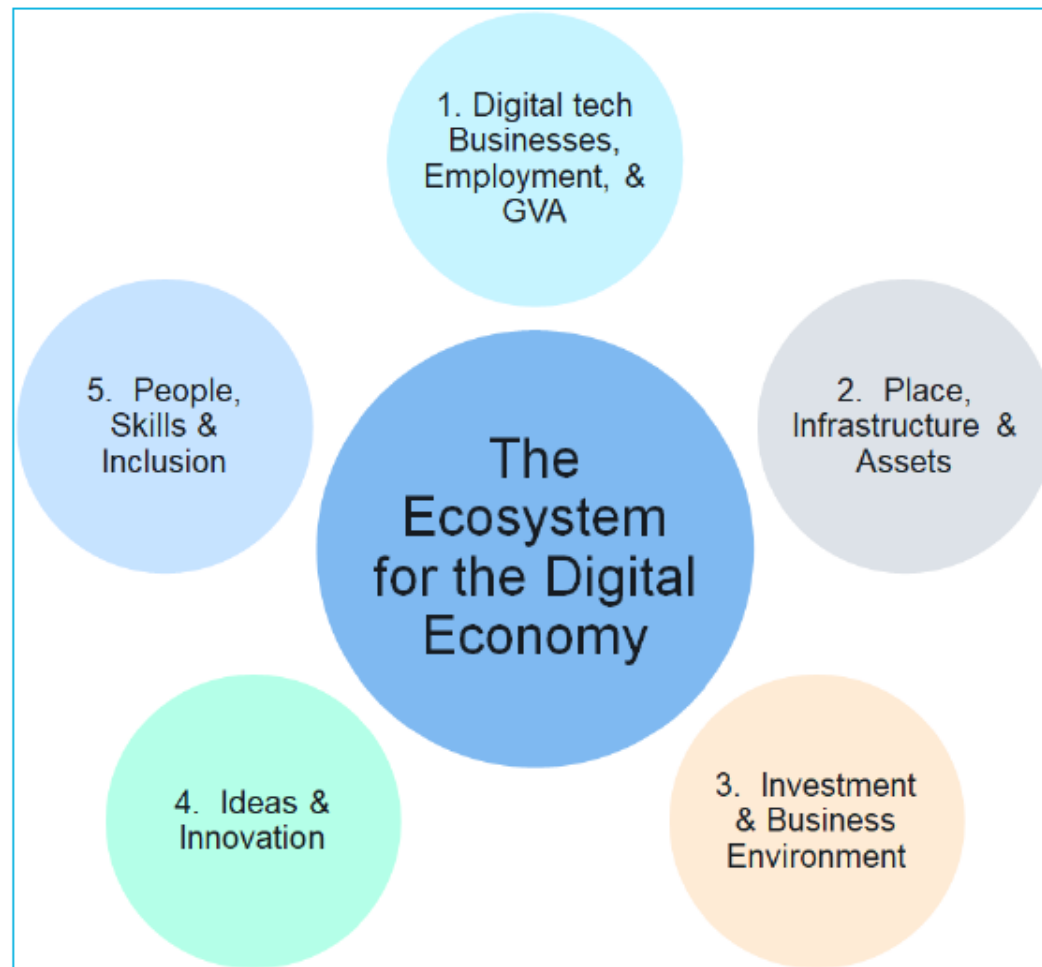 1. Digital tech
Businesses,
Employment, &
GVA
2. Place,
Infrastructure &
Assets
3. Investment
& Business
Environment
4. Ideas &
Innovation
5. People,
Skills &
Inclusion
The
Ecosystem
for the Digital
Economy